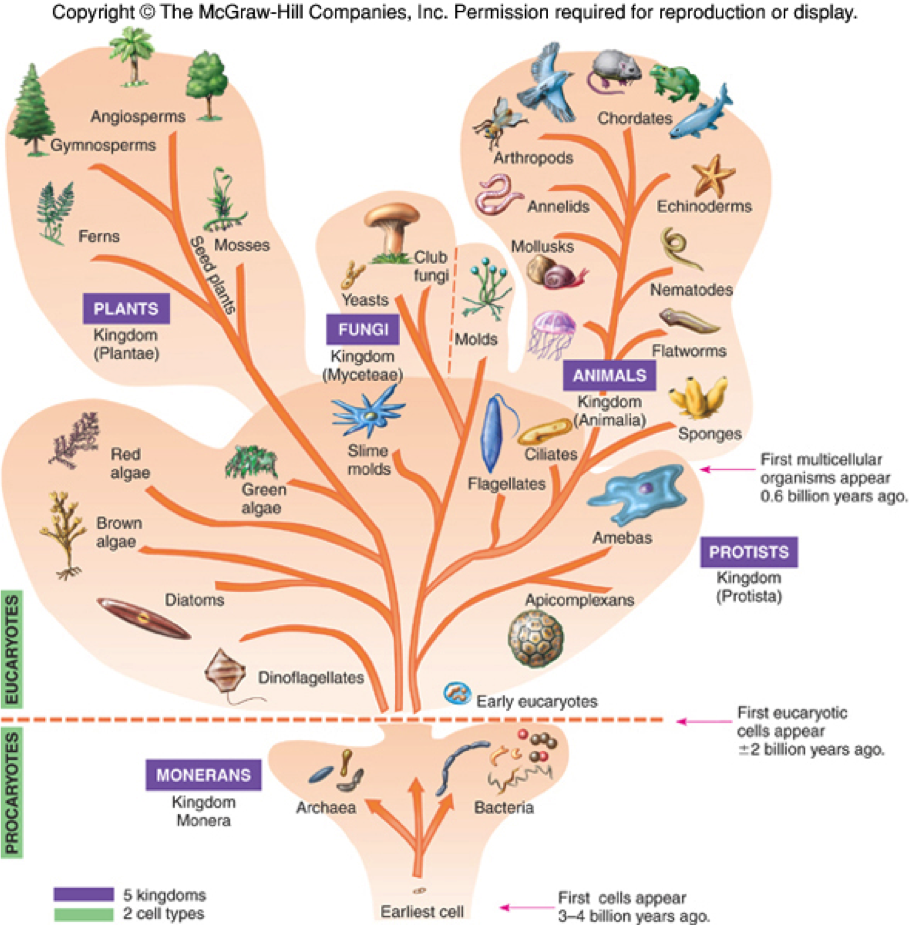 Copyright © The McGraw-Hill Companies, Inc. Permission required for reproduction or display.
Angiosperms
Gymnosperms
Ferns
Mosses
Seed plants
PLANTS
Kingdom
(Plantae)
Club
fungi
Yeasts
FUNGI
Kingdom
(Myceteae)
Molds
Chordates
Arthropods
Annelids
Echinoderms
Mollusks
Nematodes
Flatworms
ANIMALS
Kingdom
(Animalia)
Sponges
Red
algae
Green
algae
Brown
algae
Slime
molds
Flagellates
Ciliates
Amebas
Diatoms
Apicomplexans
Dinoflagellates
Early eucaryotes
First multicellular
organisms appear
0.6 billion years ago.
PROTISTS
Kingdom
(Protista)
EUCARYOTES
First eucaryotic
cells appear
±2 billion years ago.
PROCARYOTES
MONERANS
Kingdom
Monera
Archaea
Bacteria
Earliest cell
First cells appear
3–4 billion years ago.
5 kingdoms
2 cell types